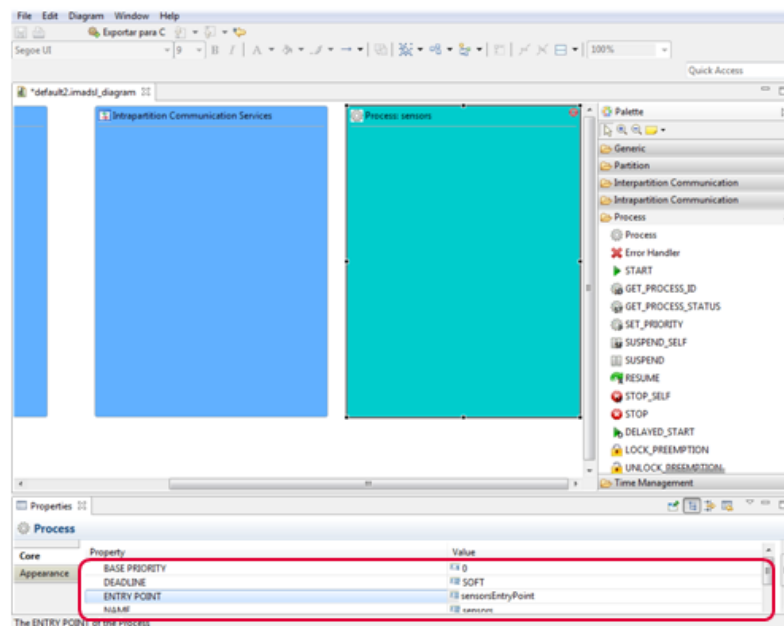 File Edit Diagram Window Help
Exportar para C
Segoe UI 9 B I A 100%
Quick Access
*default2.imadsl_diagram
Intrapartition Communication Services
Process: sensors
Palette
Generic
Partition
Interpartition Communication
Intrapartition Communication
Process
Process
Error Handler
START
GET_PROCESS_ID
GET_PROCESS_STATUS
SET_PRIORITY
SUSPEND_SELF
SUSPEND
RESUME
STOP_SELF
STOP
DELAYED_START
LOCK_PREEMPTION
UNLOCK_PREEMPTION
Time Management
Properties
Process
Core
Appearance
Property Value
BASE PRIORITY 0
DEADLINE SOFT
ENTRY POINT sensorsEntryPoint
NAME sensors
The ENTRY POINT of the Process